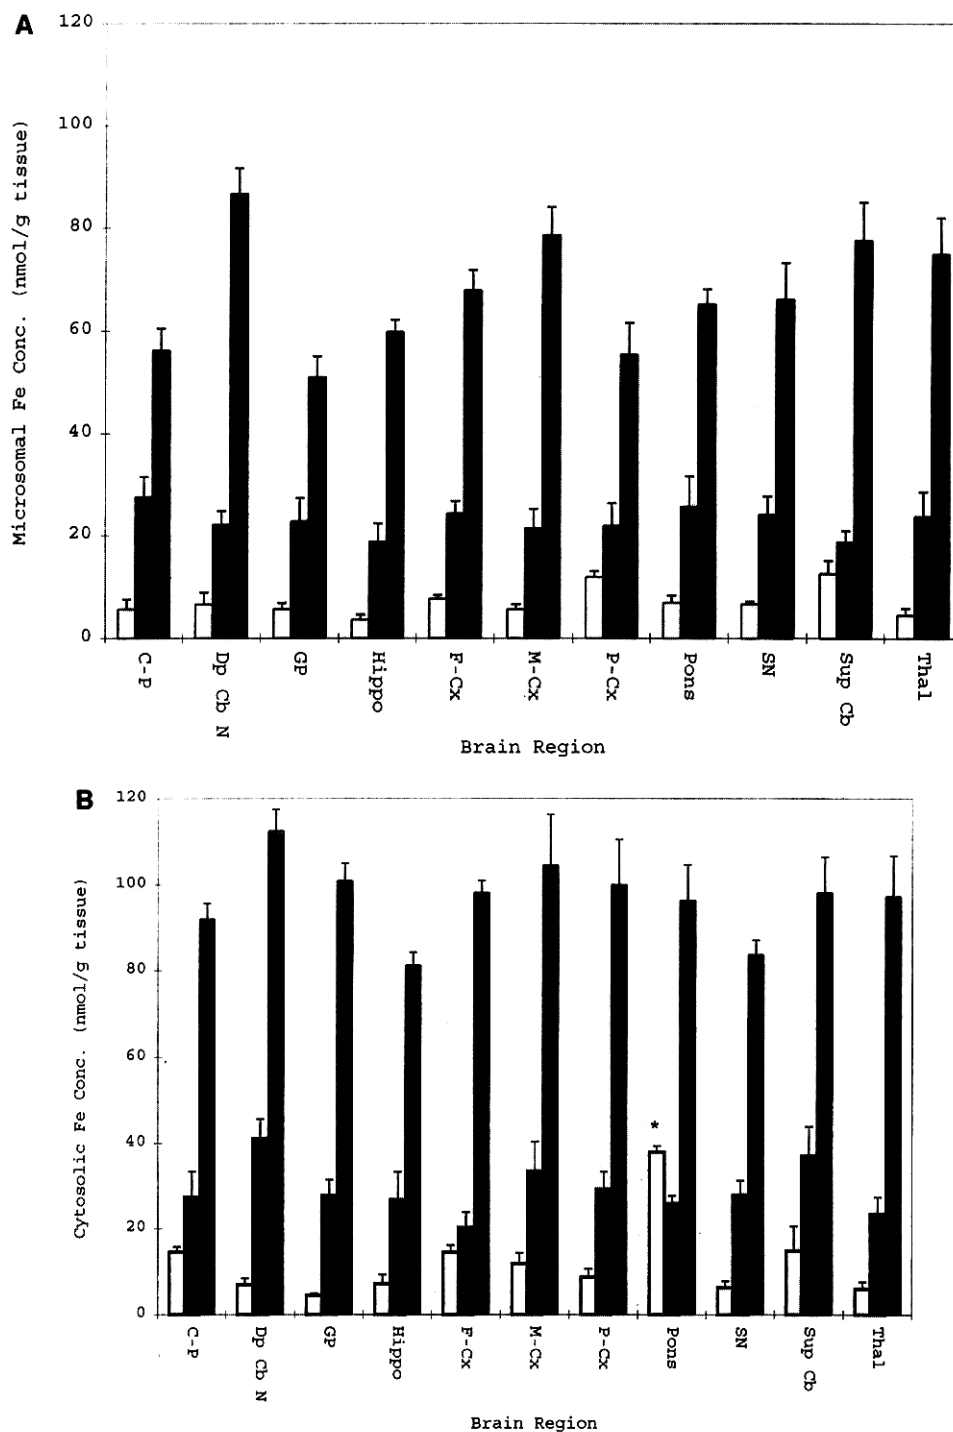 A
Microsomal Fe Conc. (nmol/g tissue)
120
100
80
60
40
20
0
C-P
Dp Cb N
GP
Hippo
F-Cx
M-Cx
P-Cx
Pons
SN
Sup Cb
Thal
Brain Region
B
Cytosolic Fe Conc. (nmol/g tissue)
120
100
80
60
40
20
0
*
C-P
Dp Cb N
GP
Hippo
F-Cx
M-Cx
P-Cx
Pons
SN
Sup Cb
Thal
Brain Region